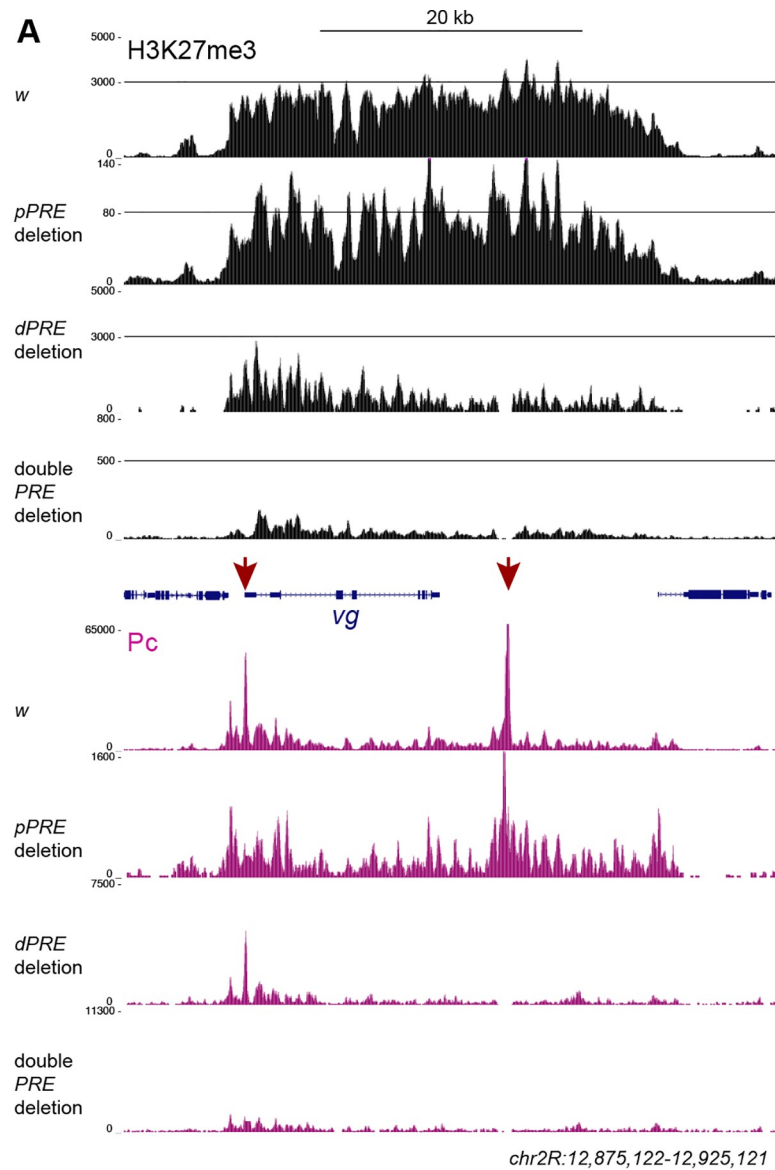 A
20 kb
5000 -
H3K27me3
3000 -
w
0 _
140 -
pPRE
deletion
80 -
0 _
5000 -
dPRE
deletion
3000 -
0 _
800 -
double
PRE
deletion
500 -
0 _
vg
65000 -
Pc
w
0 _
1600 -
pPRE
deletion
0 _
7500 -
dPRE
deletion
0 _
11300 -
double
PRE
deletion
0 _
chr2R:12,875,122-12,925,121